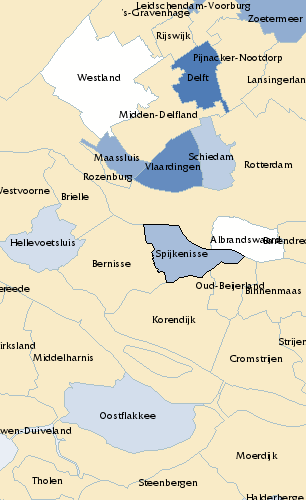 Leidschendam-Voorburg
's-Gravenhage
Zoetermeer
Rijswijk
Pijnacker-Nootdorp
Westland
Delft
Lansingerlan
Midden-Delfland
Maassluis
Schiedam
Vlaardingen
Rotterdam
Rozenburg
Westvoorne
Brielle
Hellevoetsluis
Albrandswaard
Barendrec
Spijkenisse
Bernisse
ereede
Oud-Beijerland
Binnenmaas
Korendijk
irksland
Strijen
Middelharnis
Cromstrijen
Oostflakkee
wen-Duiveland
Moerdijk
Tholen
Steenbergen
Halderberge